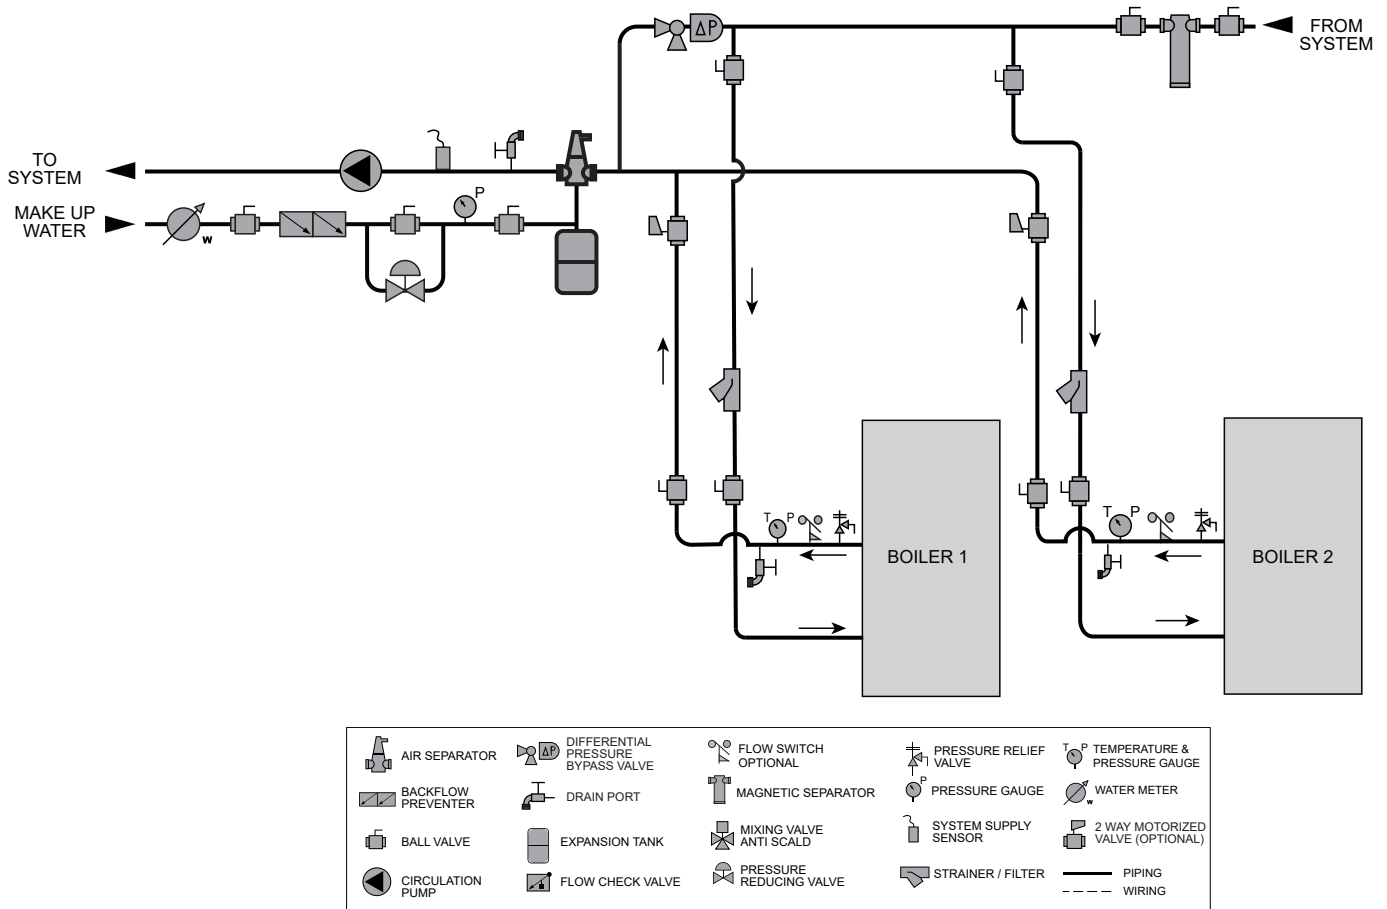 ΔP
FROM
SYSTEM
TO
SYSTEM
MAKE UP
WATER
P
W
T P
T P
BOILER 1
BOILER 2
AIR SEPARATOR
BACKFLOW
PREVENTER
BALL VALVE
CIRCULATION
PUMP
ΔP
DIFFERENTIAL
PRESSURE
BYPASS VALVE
DRAIN PORT
EXPANSION TANK
FLOW CHECK VALVE
FLOW SWITCH
OPTIONAL
MAGNETIC SEPARATOR
MIXING VALVE
ANTI SCALD
PRESSURE
REDUCING VALVE
PRESSURE RELIEF
VALVE
P
PRESSURE GAUGE
SYSTEM SUPPLY
SENSOR
STRAINER / FILTER
T P
TEMPERATURE &
PRESSURE GAUGE
W
WATER METER
2 WAY MOTORIZED
VALVE (OPTIONAL)
PIPING
WIRING